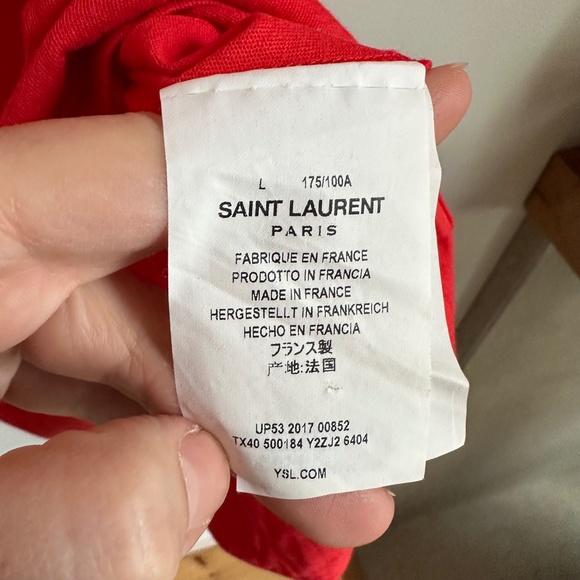 L 175/100A
SAINT LAURENT
PARIS
FABRIQUE EN FRANCE
PRODOTTO IN FRANCIA
MADE IN FRANCE
HERGESTELLT IN FRANKREICH
HECHO EN FRANCIA
フランス製
产地:法国
UP53 2017 00852
TX40 500184 Y2ZJ2 6404
YSL.COM